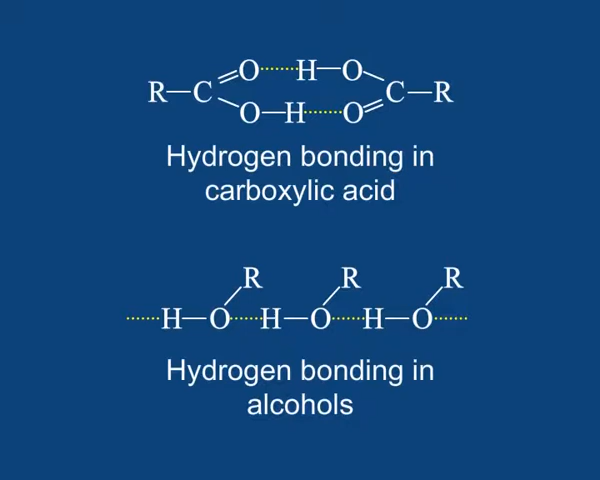 O H—O
R—C C—R
O—H O
Hydrogen bonding in
carboxylic acid
R R R
H—O H—O H—O
Hydrogen bonding in
alcohols